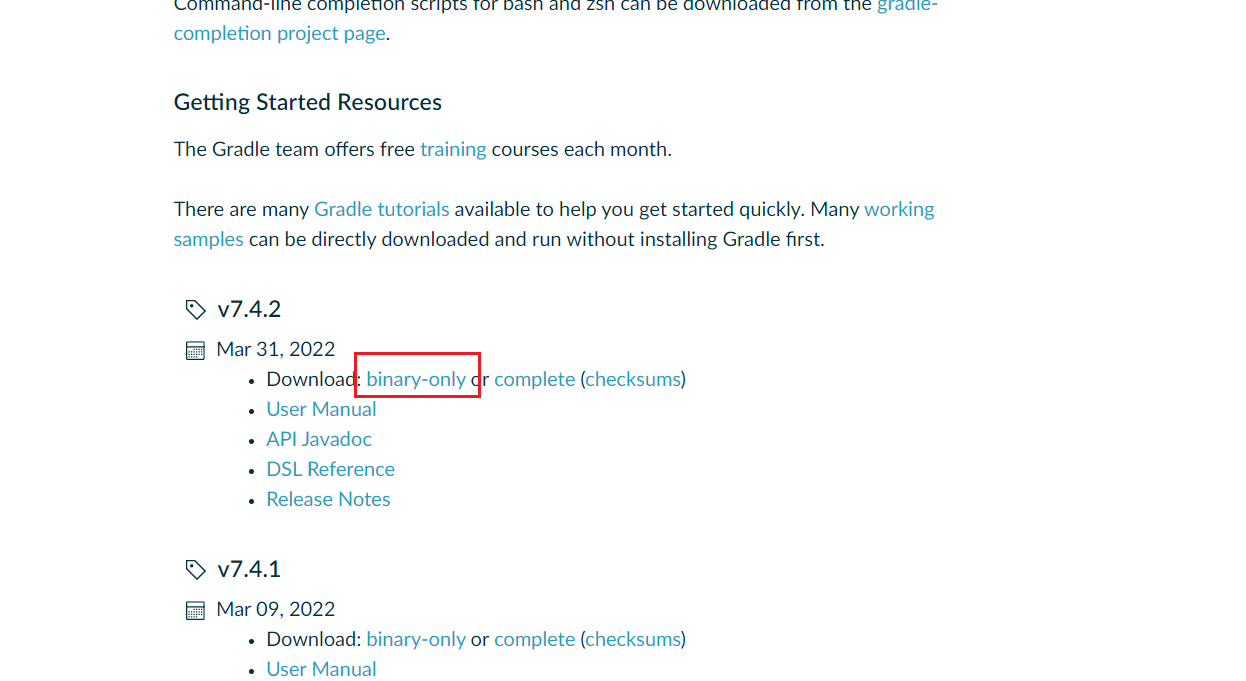 Command-line completion scripts for bash and zsh can be downloaded from the gradle-
completion project page.
Getting Started Resources
The Gradle team offers free training courses each month.
There are many Gradle tutorials available to help you get started quickly. Many working
samples can be directly downloaded and run without installing Gradle first.
v7.4.2
Mar 31, 2022
• Download: binary-only or complete (checksums)
• User Manual
• API Javadoc
• DSL Reference
• Release Notes
v7.4.1
Mar 09, 2022
• Download: binary-only or complete (checksums)
• User Manual